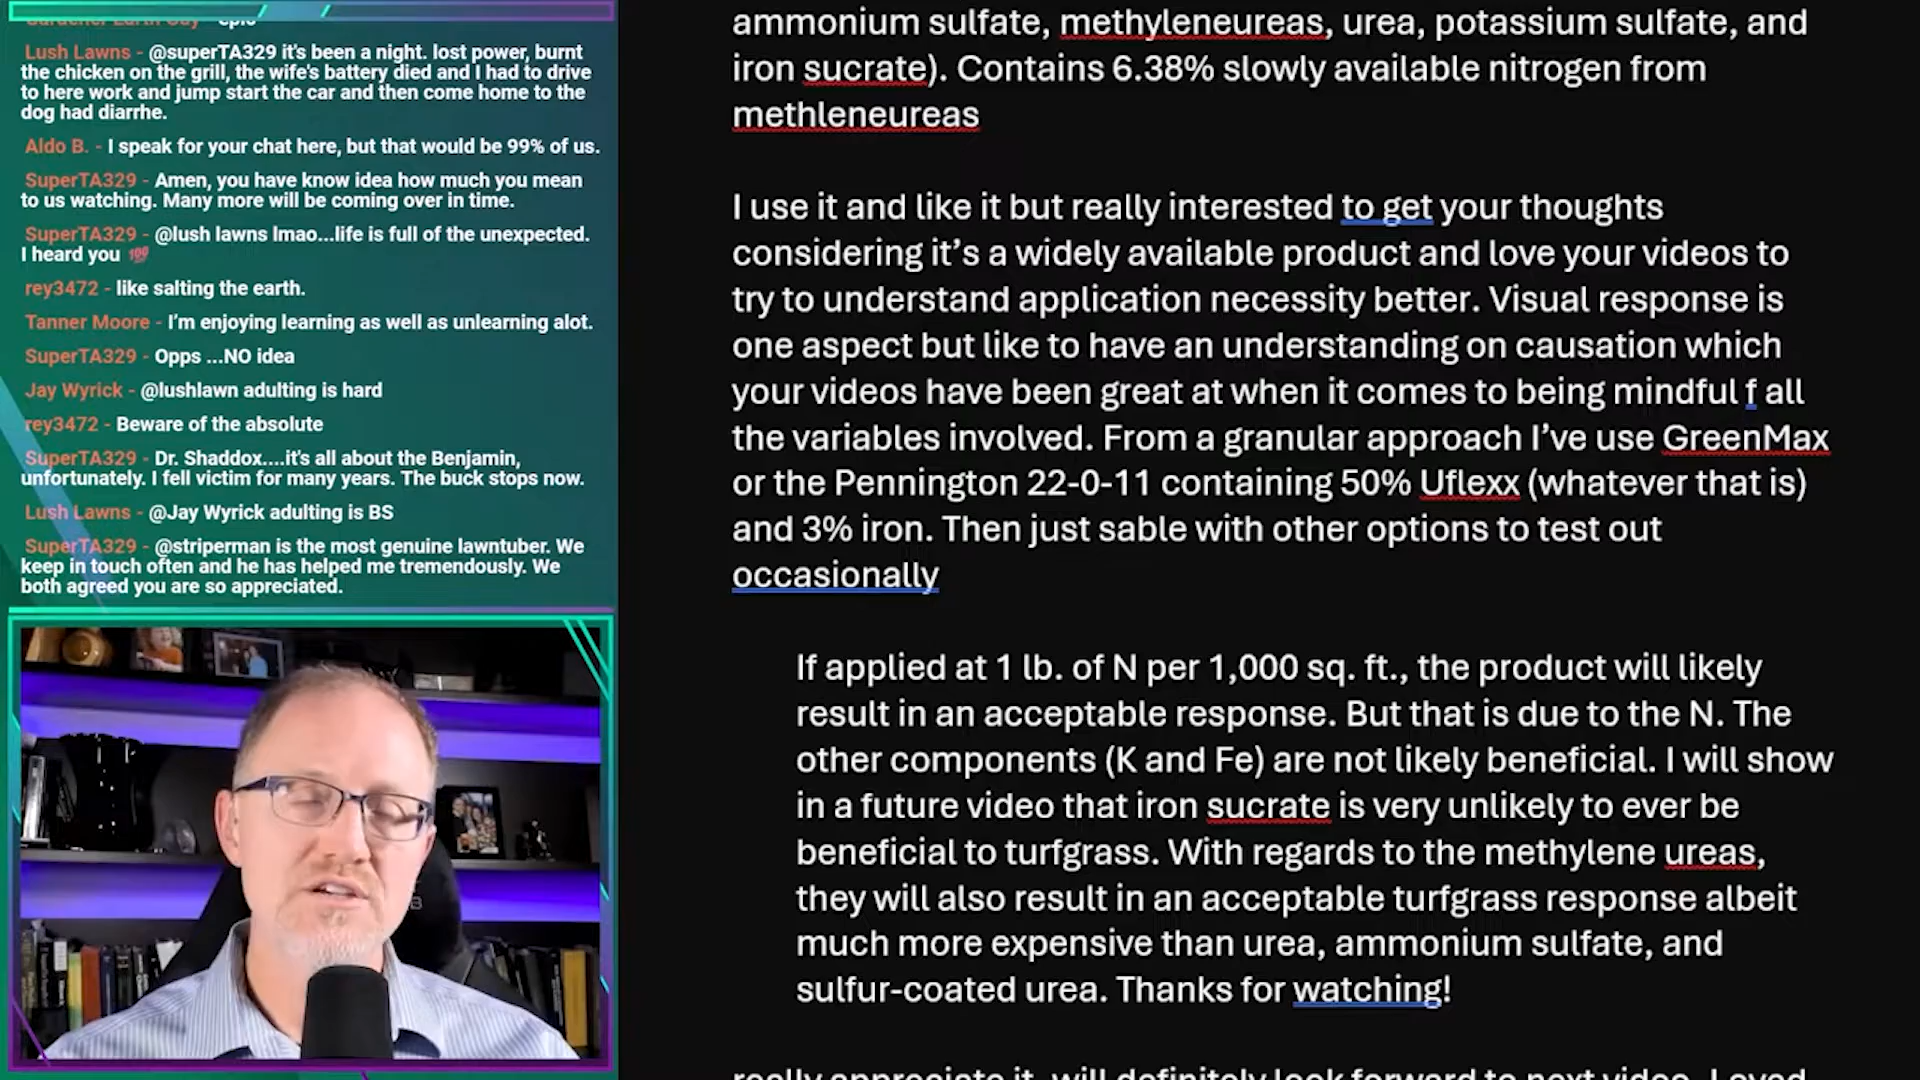 Gardener Earth Guy - epic
Lush Lawns - @superTA329 it's been a night. lost power, burnt
the chicken on the grill, the wife's battery died and I had to drive
to here work and jump start the car and then come home to the
dog had diarrhe.
Aldo B. - I speak for your chat here, but that would be 99% of us.
SuperTA329 - Amen, you have know idea how much you mean
to us watching. Many more will be coming over in time.
SuperTA329 - @lush lawns lmao...life is full of the unexpected.
I heard you 💯
rey3472 - like salting the earth.
Tanner Moore - I'm enjoying learning as well as unlearning alot.
SuperTA329 - Opps ...NO idea
Jay Wyrick - @lushlawn adulting is hard
rey3472 - Beware of the absolute
SuperTA329 - Dr. Shaddox....it's all about the Benjamin,
unfortunately. I fell victim for many years. The buck stops now.
Lush Lawns - @Jay Wyrick adulting is BS
SuperTA329 - @striperman is the most genuine lawntuber. We
keep in touch often and he has helped me tremendously. We
both agreed you are so appreciated.
ammonium sulfate, methyleneureas, urea, potassium sulfate, and
iron sucrate). Contains 6.38% slowly available nitrogen from
methleneureas
I use it and like it but really interested to get your thoughts
considering it's a widely available product and love your videos to
try to understand application necessity better. Visual response is
one aspect but like to have an understanding on causation which
your videos have been great at when it comes to being mindful f all
the variables involved. From a granular approach I've use GreenMax
or the Pennington 22-0-11 containing 50% Uflexx (whatever that is)
and 3% iron. Then just sable with other options to test out
occasionally
If applied at 1 lb. of N per 1,000 sq. ft., the product will likely
result in an acceptable response. But that is due to the N. The
other components (K and Fe) are not likely beneficial. I will show
in a future video that iron sucrate is very unlikely to ever be
beneficial to turfgrass. With regards to the methylene ureas,
they will also result in an acceptable turfgrass response albeit
much more expensive than urea, ammonium sulfate, and
sulfur-coated urea. Thanks for watching!
really appreciate it, will definitely look forward to next video. Loved